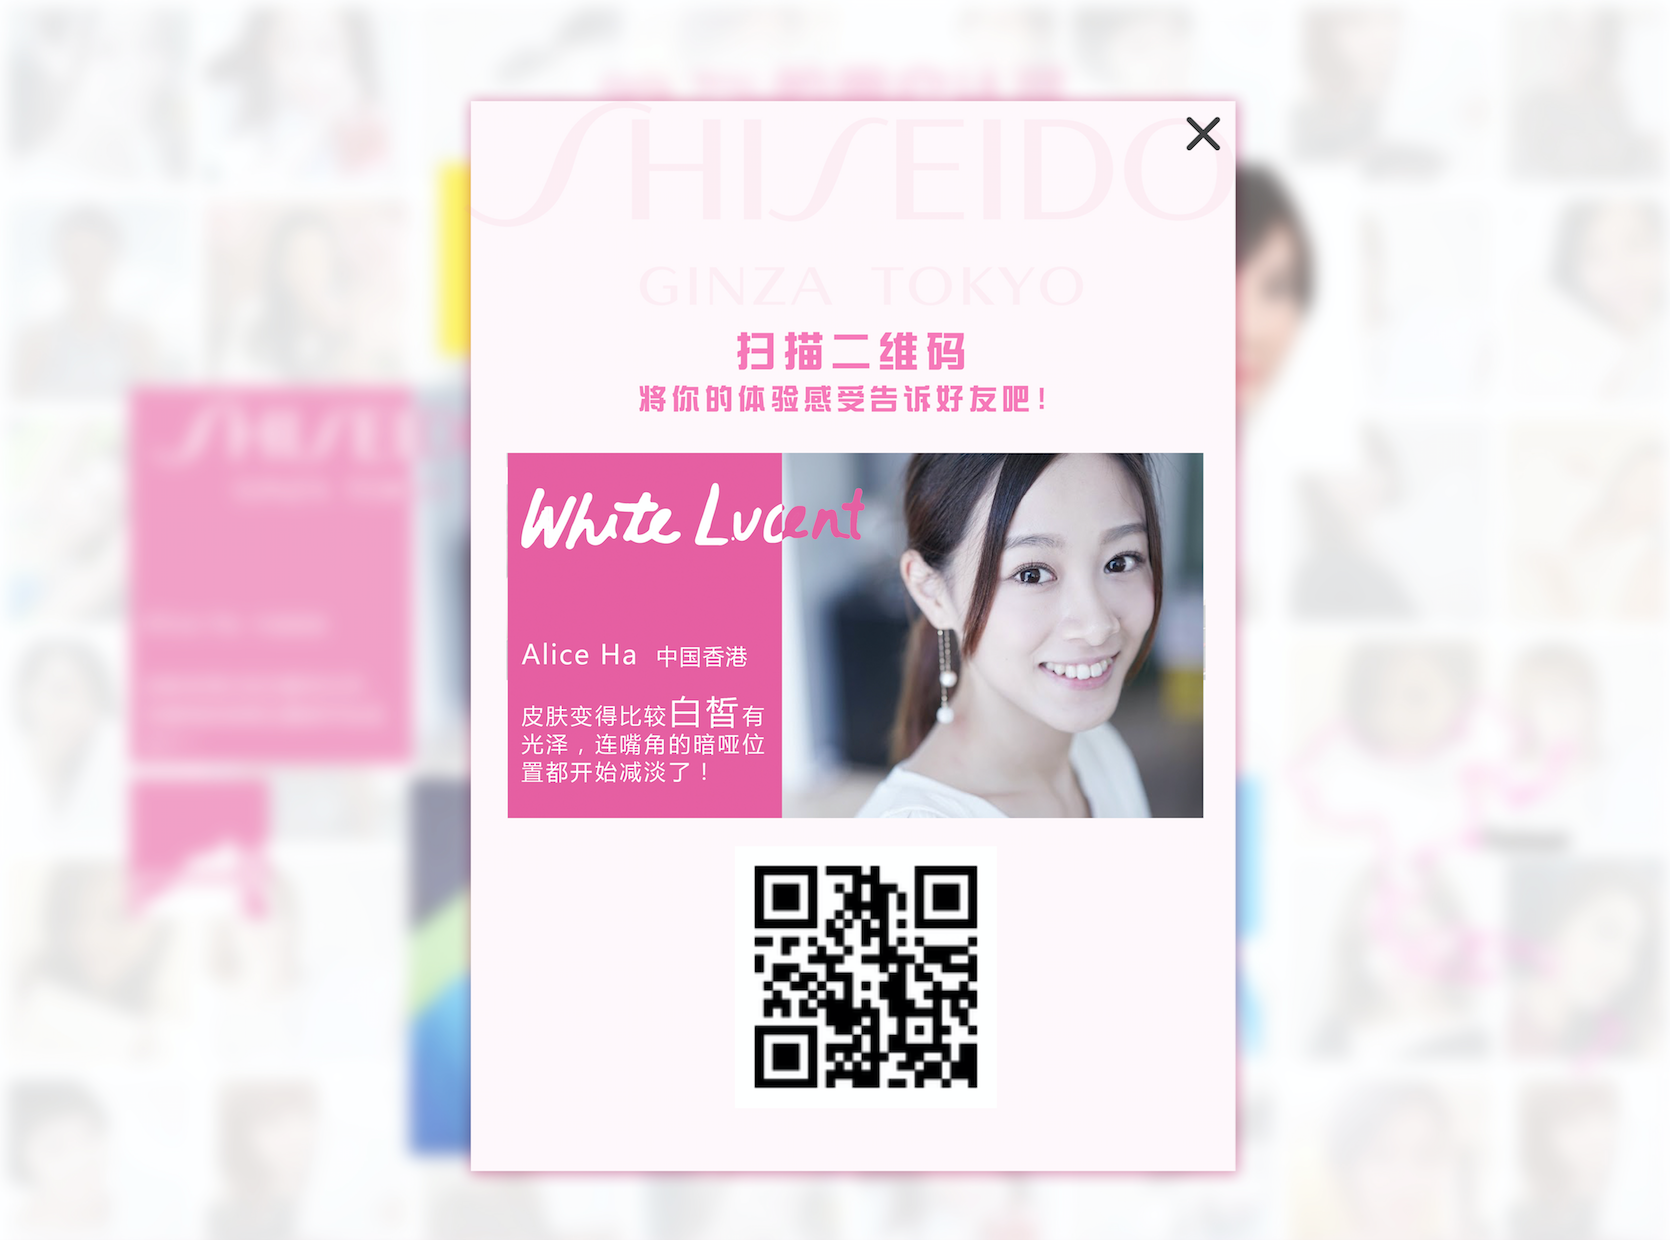 SHISEIDO
GINZA TOKYO
扫描二维码
将你的体验感受告诉好友吧！
White Lucent
Alice Ha 中国香港
皮肤变得比较白皙有
光泽，连嘴角的暗哑位
置都开始减淡了！
SHISEIDO